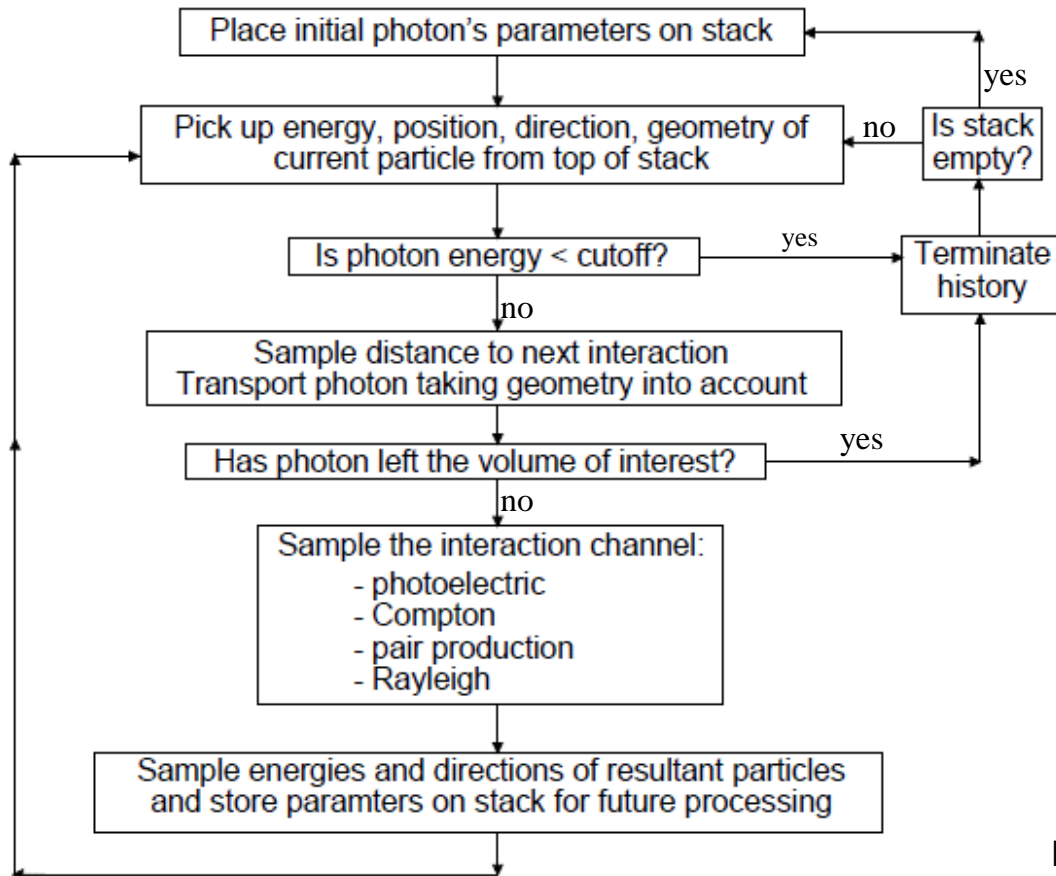 Place initial photon's parameters on stack
yes
Pick up energy, position, direction, geometry of
current particle from top of stack
no
Is stack
empty?
Is photon energy < cutoff?
yes
Terminate
history
no
Sample distance to next interaction
Transport photon taking geometry into account
Has photon left the volume of interest?
yes
no
Sample the interaction channel:
- photoelectric
- Compton
- pair production
- Rayleigh
Sample energies and directions of resultant particles
and store paramters on stack for future processing